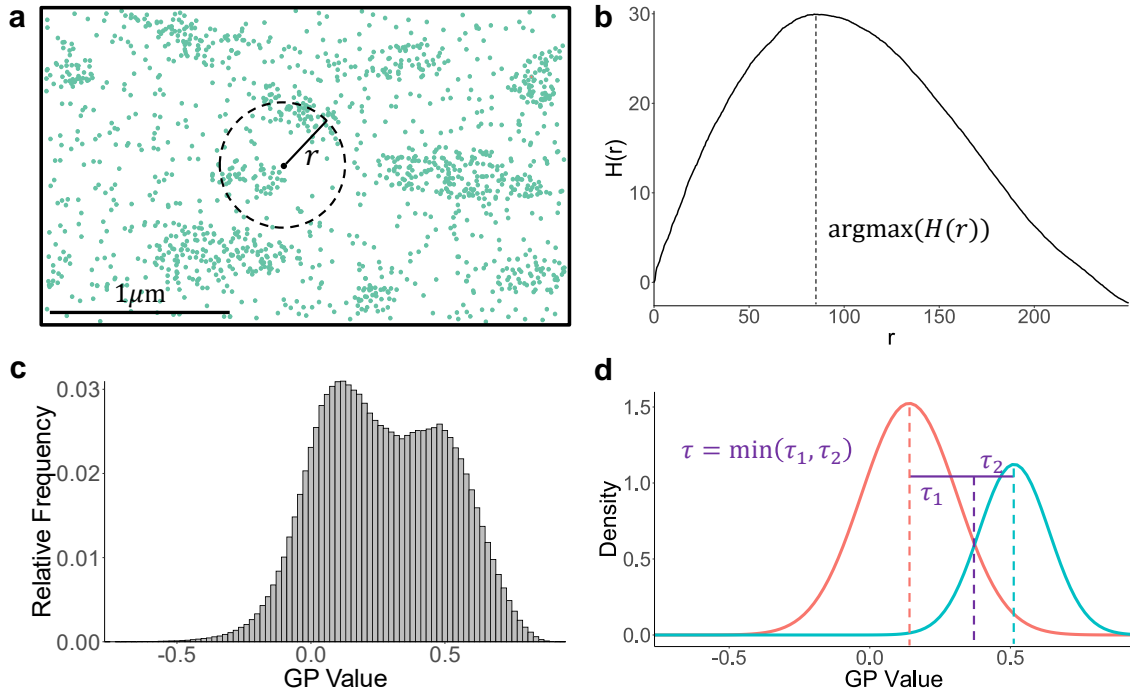 a
r
1μm
b
30
20
10
0
H(r)
argmax(H(r))
0 50 100 150 200
r
c
0.03
0.02
0.01
0.00
Relative Frequency
-0.5 0.0 0.5
GP Value
d
1.5
1.0
0.5
0.0
Density
τ = min(τ₁, τ₂)
τ₂
τ₁
-0.5 0.0 0.5
GP Value